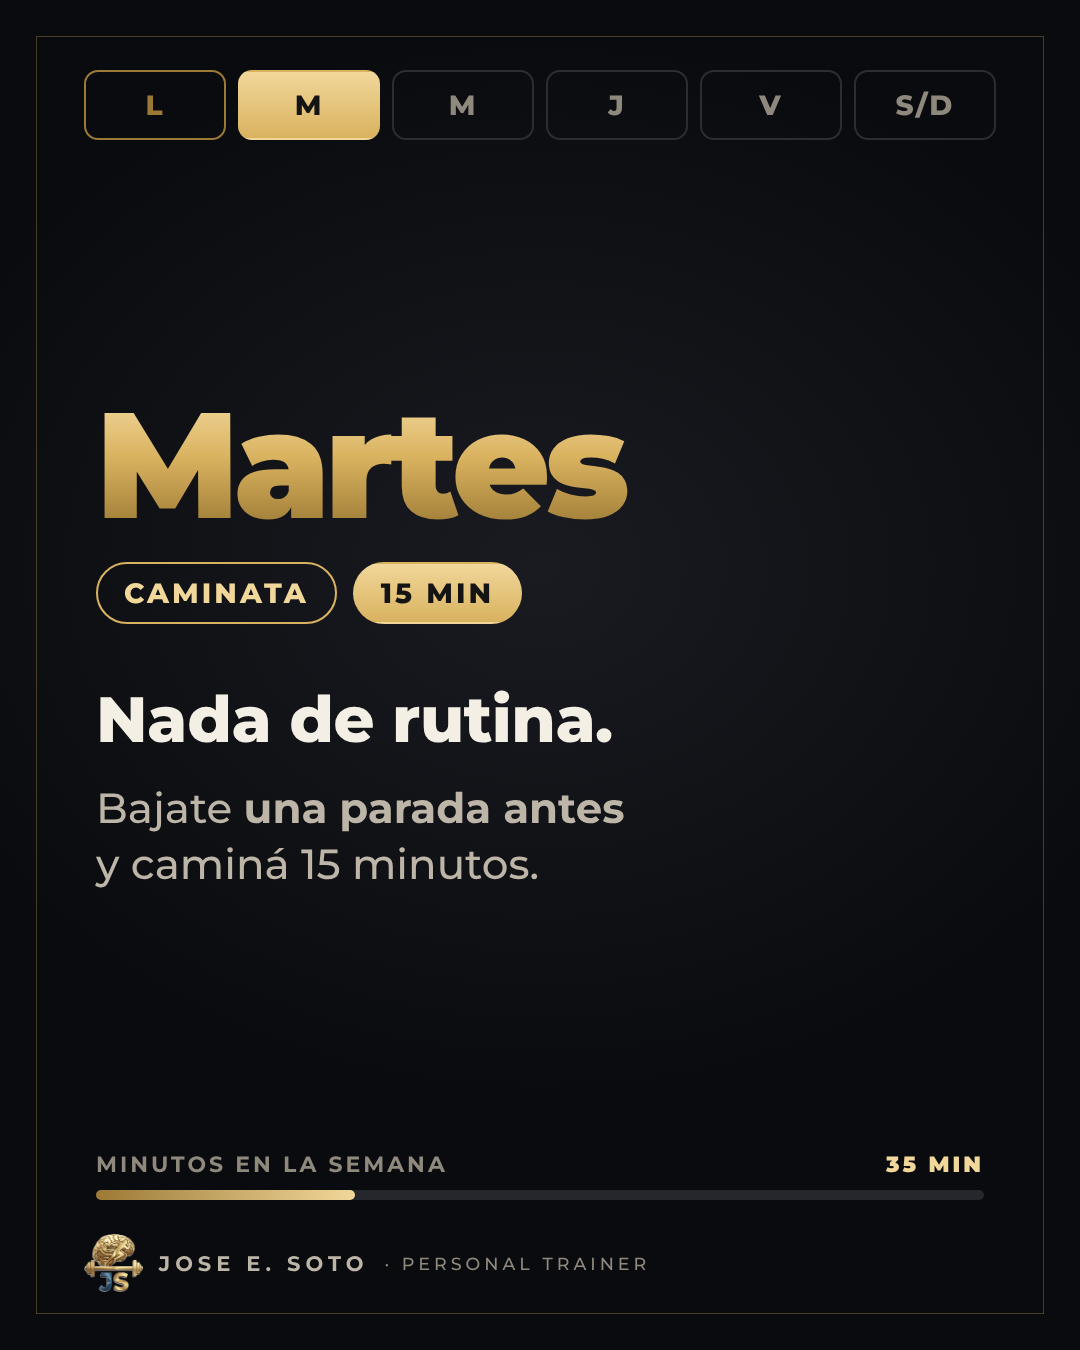 L M M J V S/D
Martes
CAMINATA 15 MIN
Nada de rutina.
Bajate una parada antes
y caminá 15 minutos.
MINUTOS EN LA SEMANA 35 MIN
JS JOSE E. SOTO · PERSONAL TRAINER